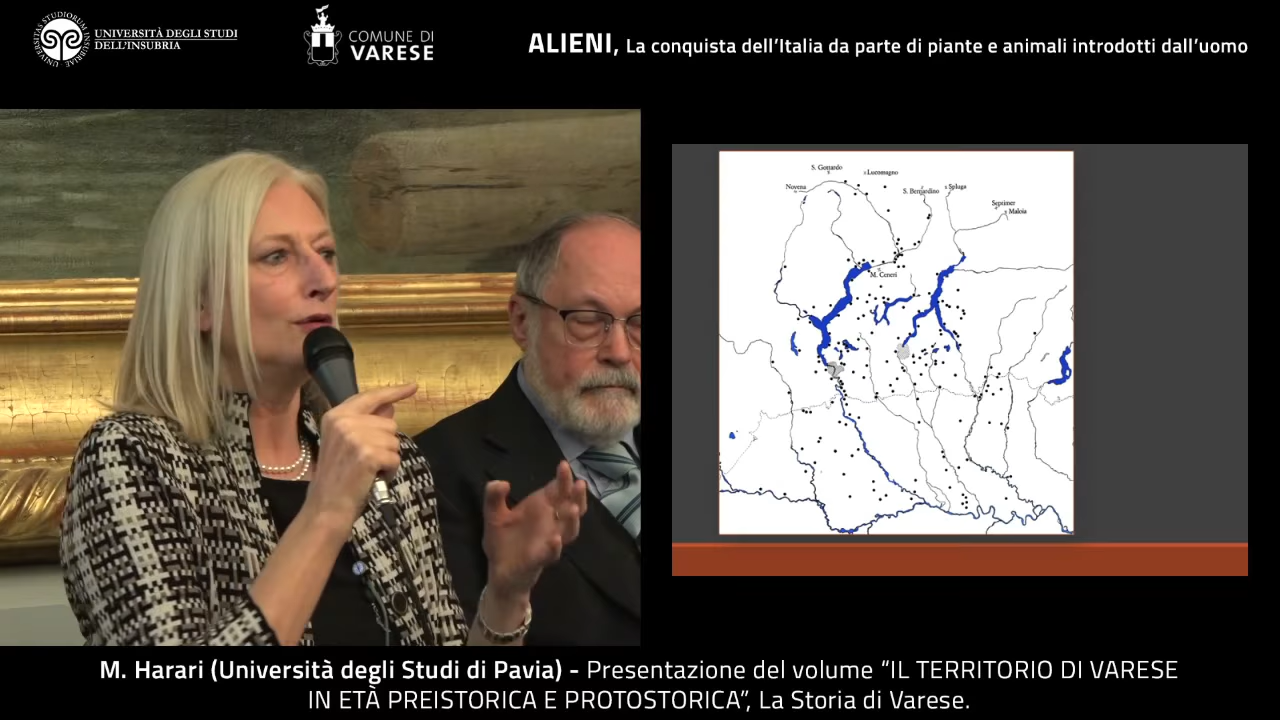 UNIVERSITÀ DEGLI STUDI
DELL'INSUBRIA
COMUNE DI
VARESE
ALIENI, La conquista dell'Italia da parte di piante e animali introdotti dall'uomo
S. Gottardo
Lucomagno
Novena
S. Bernardino
Spluga
Septimer
Maloia
M. Ceneri
M. Harari (Università degli Studi di Pavia) - Presentazione del volume "IL TERRITORIO DI VARESE
IN ETÀ PREISTORICA E PROTOSTORICA", La Storia di Varese.